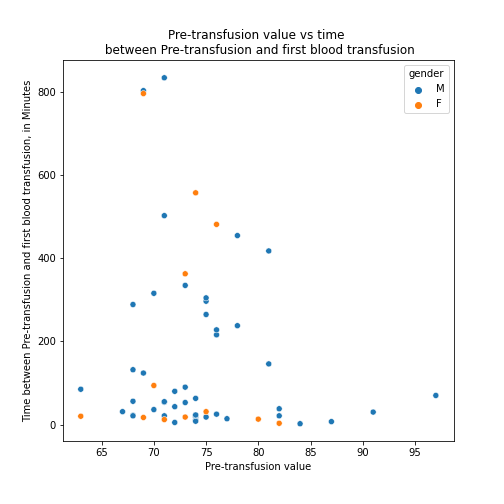 Pre-transfusion value vs time
between Pre-transfusion and first blood transfusion
gender
M
F
Time between Pre-transfusion and first blood transfusion, in Minutes
800
600
400
200
0
65 70 75 80 85 90 95
Pre-transfusion value